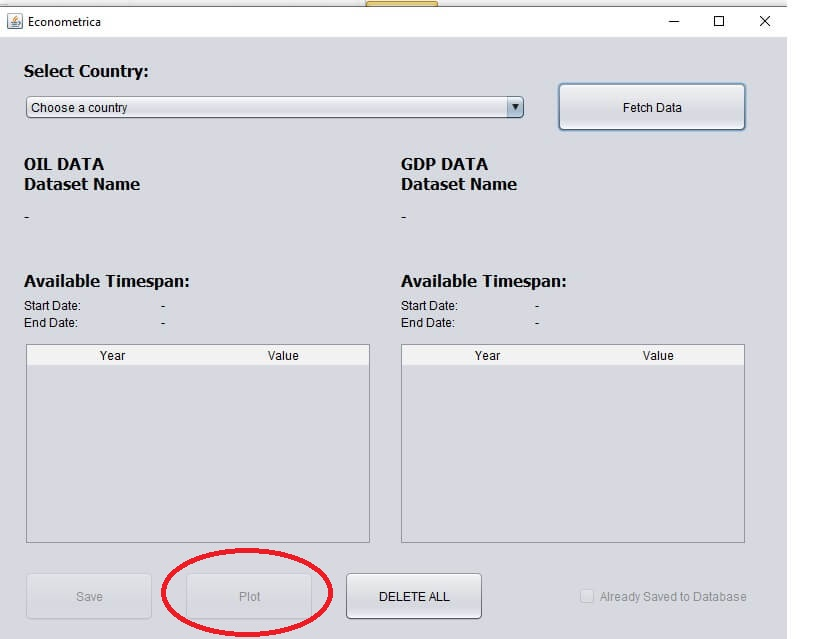 Econometrica
Select Country:
Choose a country
Fetch Data
OIL DATA
Dataset Name
-
GDP DATA
Dataset Name
-
Available Timespan:
Start Date: -
End Date: -
Available Timespan:
Start Date: -
End Date: -
Year Value
Year Value
Save Plot DELETE ALL Already Saved to Database